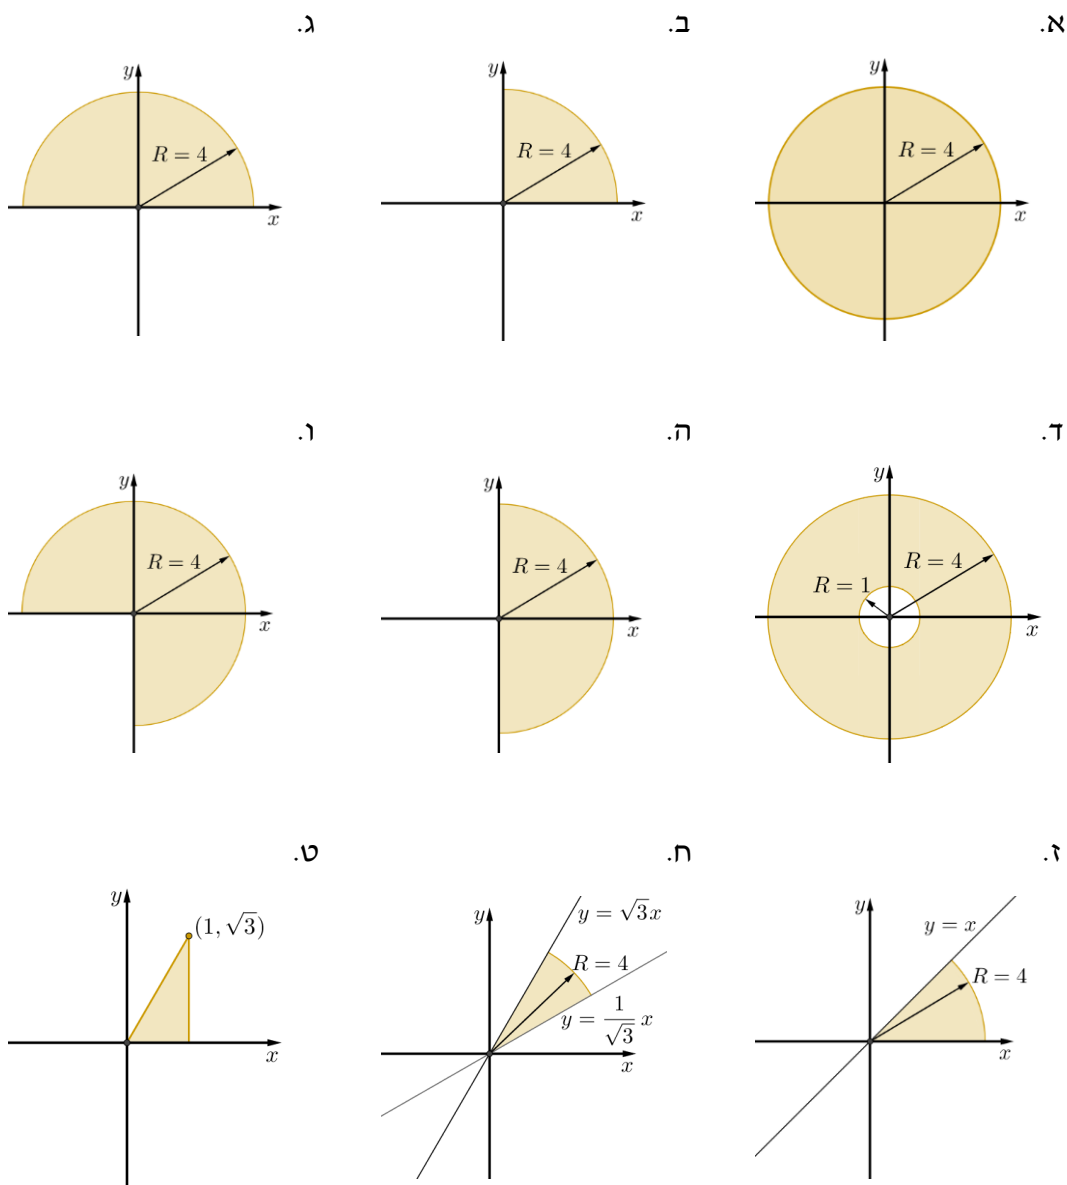 א.
y
R = 4
x
ב.
y
R = 4
x
ג.
y
R = 4
x
ד.
y
R = 4
R = 1
x
ה.
y
R = 4
x
ו.
y
R = 4
x
ז.
y
y = x
R = 4
x
ח.
y
y = √3x
R = 4
y = 1/√3 x
x
ט.
y
(1, √3)
x